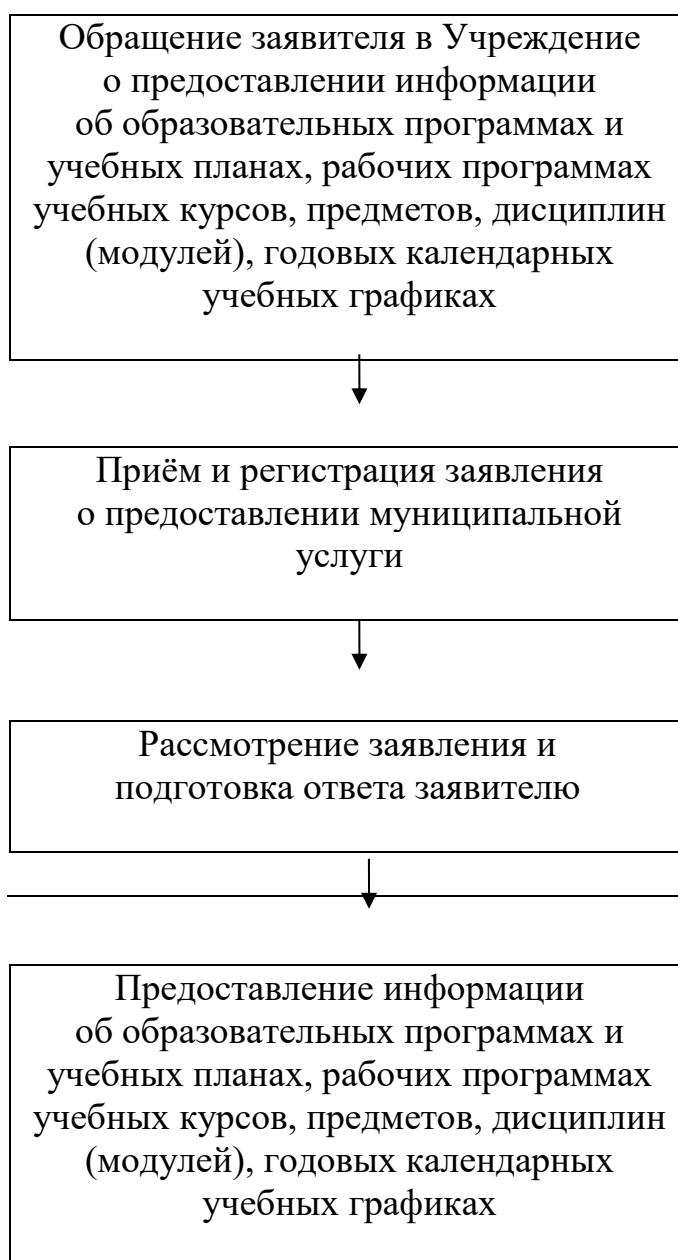 Обращение заявителя в Учреждение
о предоставлении информации
об образовательных программах и
учебных планах, рабочих программах
учебных курсов, предметов, дисциплин
(модулей), годовых календарных
учебных графиках
Приём и регистрация заявления
о предоставлении муниципальной
услуги
Рассмотрение заявления и
подготовка ответа заявителю
Предоставление информации
об образовательных программах и
учебных планах, рабочих программах
учебных курсов, предметов, дисциплин
(модулей), годовых календарных
учебных графиках